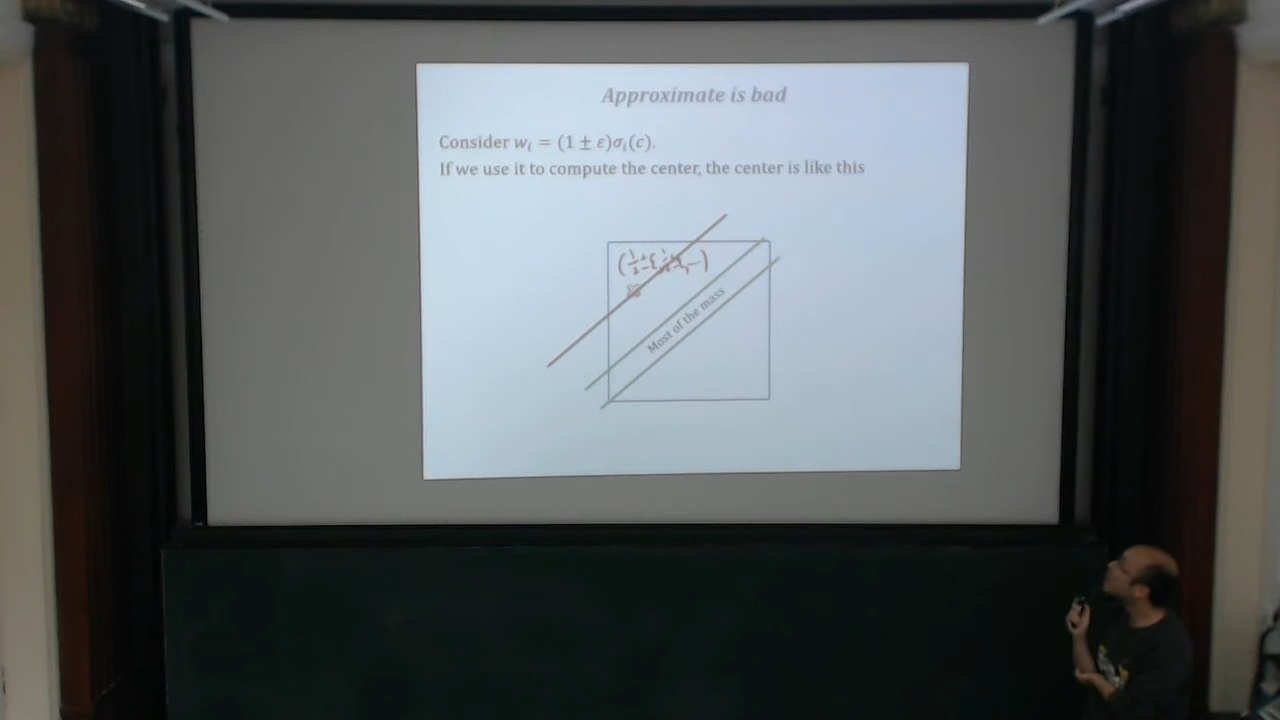 Approximate is bad
Consider wᵢ = (1 ± ε)σᵢ(c).
If we use it to compute the center, the center is like this
Most of the mass